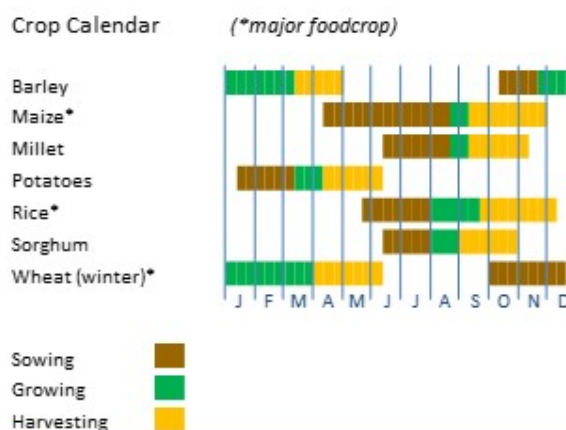 Crop Calendar (*major foodcrop)
Barley
Maize*
Millet
Potatoes
Rice*
Sorghum
Wheat (winter)*
J F M A M J J A S O N D
Sowing
Growing
Harvesting